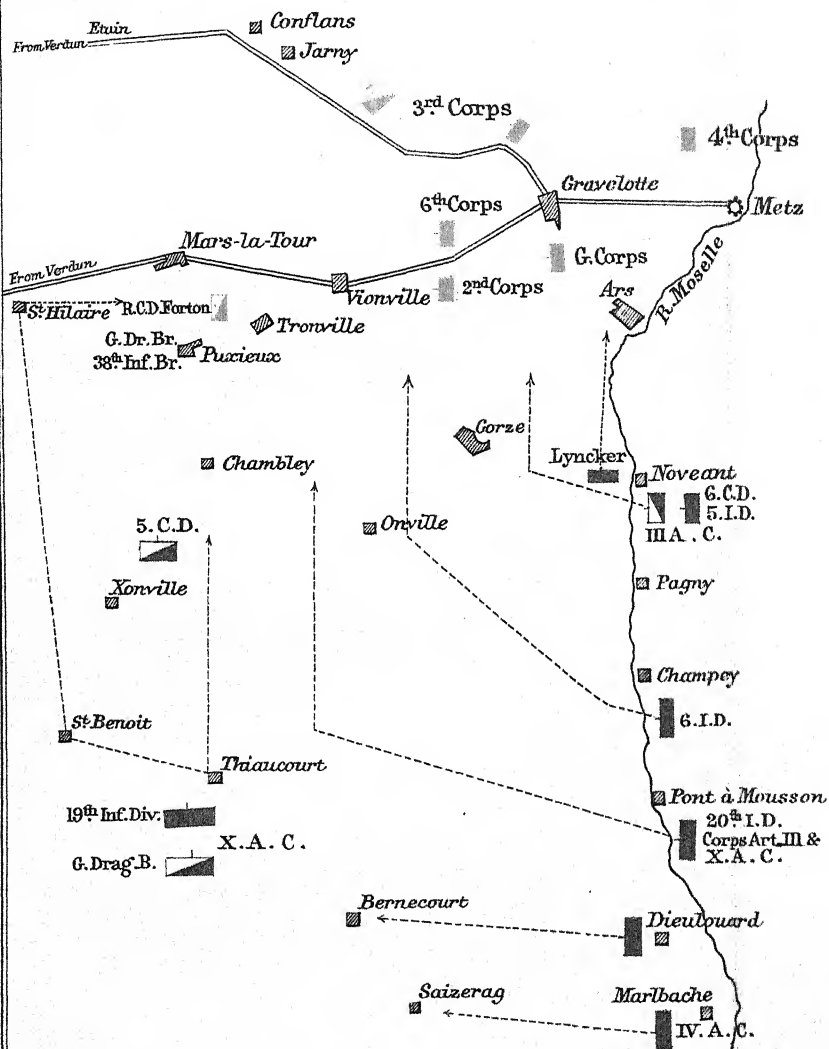 Conflans
Etain
From Verdun
Jarny
3rd Corps
4th Corps
Gravelotte
6th Corps
Metz
Mars-la-Tour
G. Corps
From Verdun
R. Moselle
Vionville
2nd Corps
Ars
St Hilaire
R.C.D. Forton
Tronville
G. Dr. Br.
38th Inf. Br.
Puxieux
Gorze
Chambley
Lyncker
Noveant
6. C.D.
5. I.D.
III A. C.
5. C.D.
Onville
Xonville
Pagny
Champey
6. I.D.
St Benoit
Thiaucourt
Pont à Mousson
19th Inf. Div.
20th I.D.
Corps Art. III &
X. A. C.
X. A. C.
G. Drag. B.
Bernecourt
Dieulouard
Saizerag
Marlbache
IV. A. C.